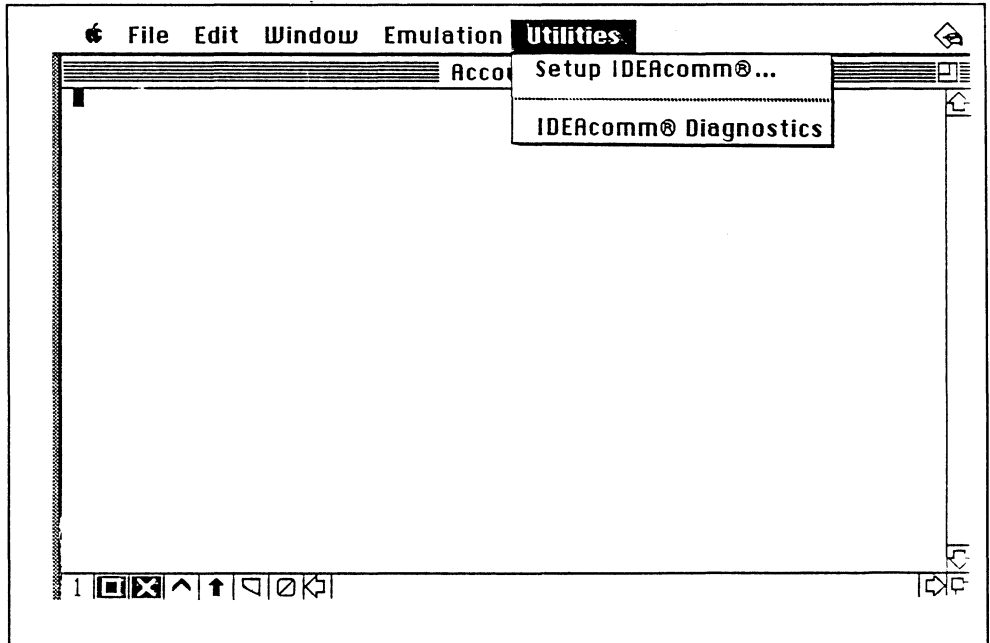 File Edit Window Emulation Utilities
Accou
Setup IDEAcomm®...
IDEAcomm® Diagnostics
1